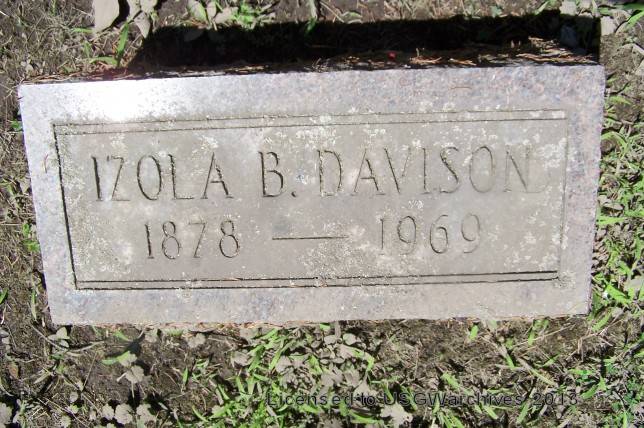 IZOLA B. DAVISON
1878 — 1969
Licensed to USGWarchives 2013